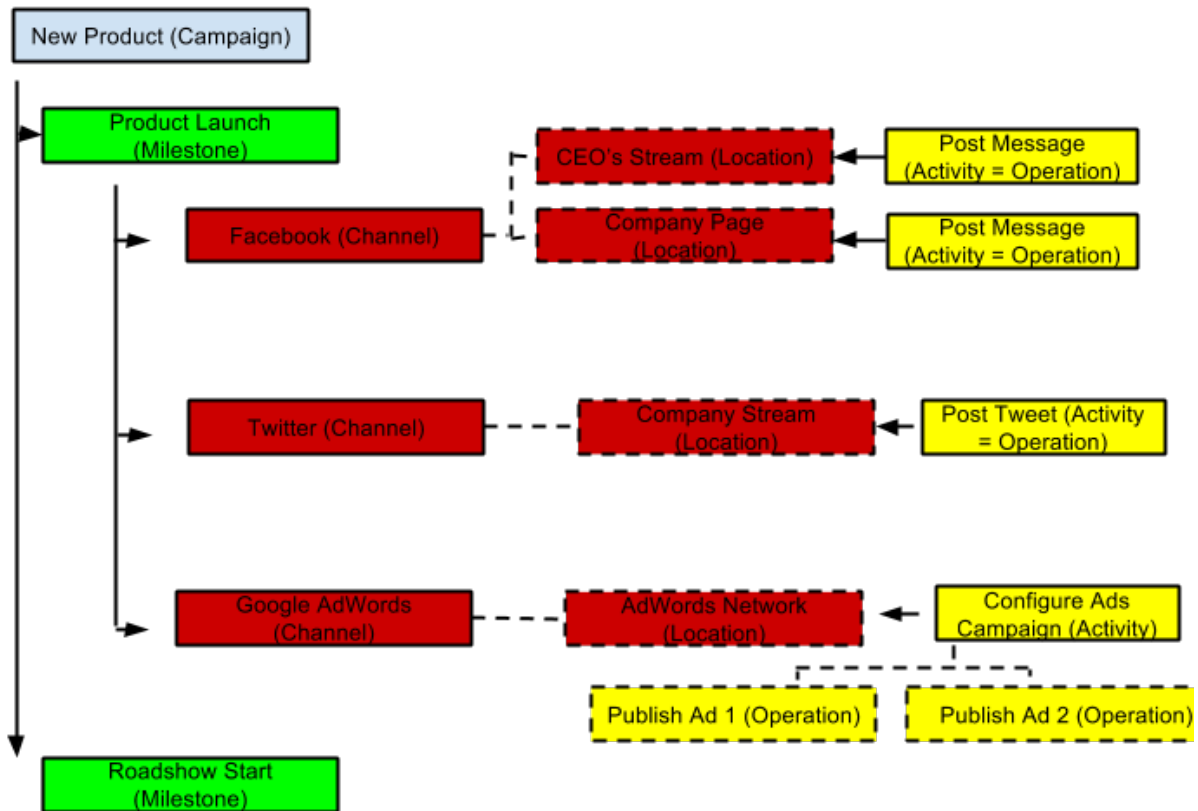 New Product (Campaign)
Product Launch
(Milestone)
CEO's Stream (Location)
Post Message
(Activity = Operation)
Facebook (Channel)
Company Page
(Location)
Post Message
(Activity = Operation)
Twitter (Channel)
Company Stream
(Location)
Post Tweet (Activity
= Operation)
Google AdWords
(Channel)
AdWords Network
(Location)
Configure Ads
Campaign (Activity)
Publish Ad 1 (Operation)
Publish Ad 2 (Operation)
Roadshow Start
(Milestone)